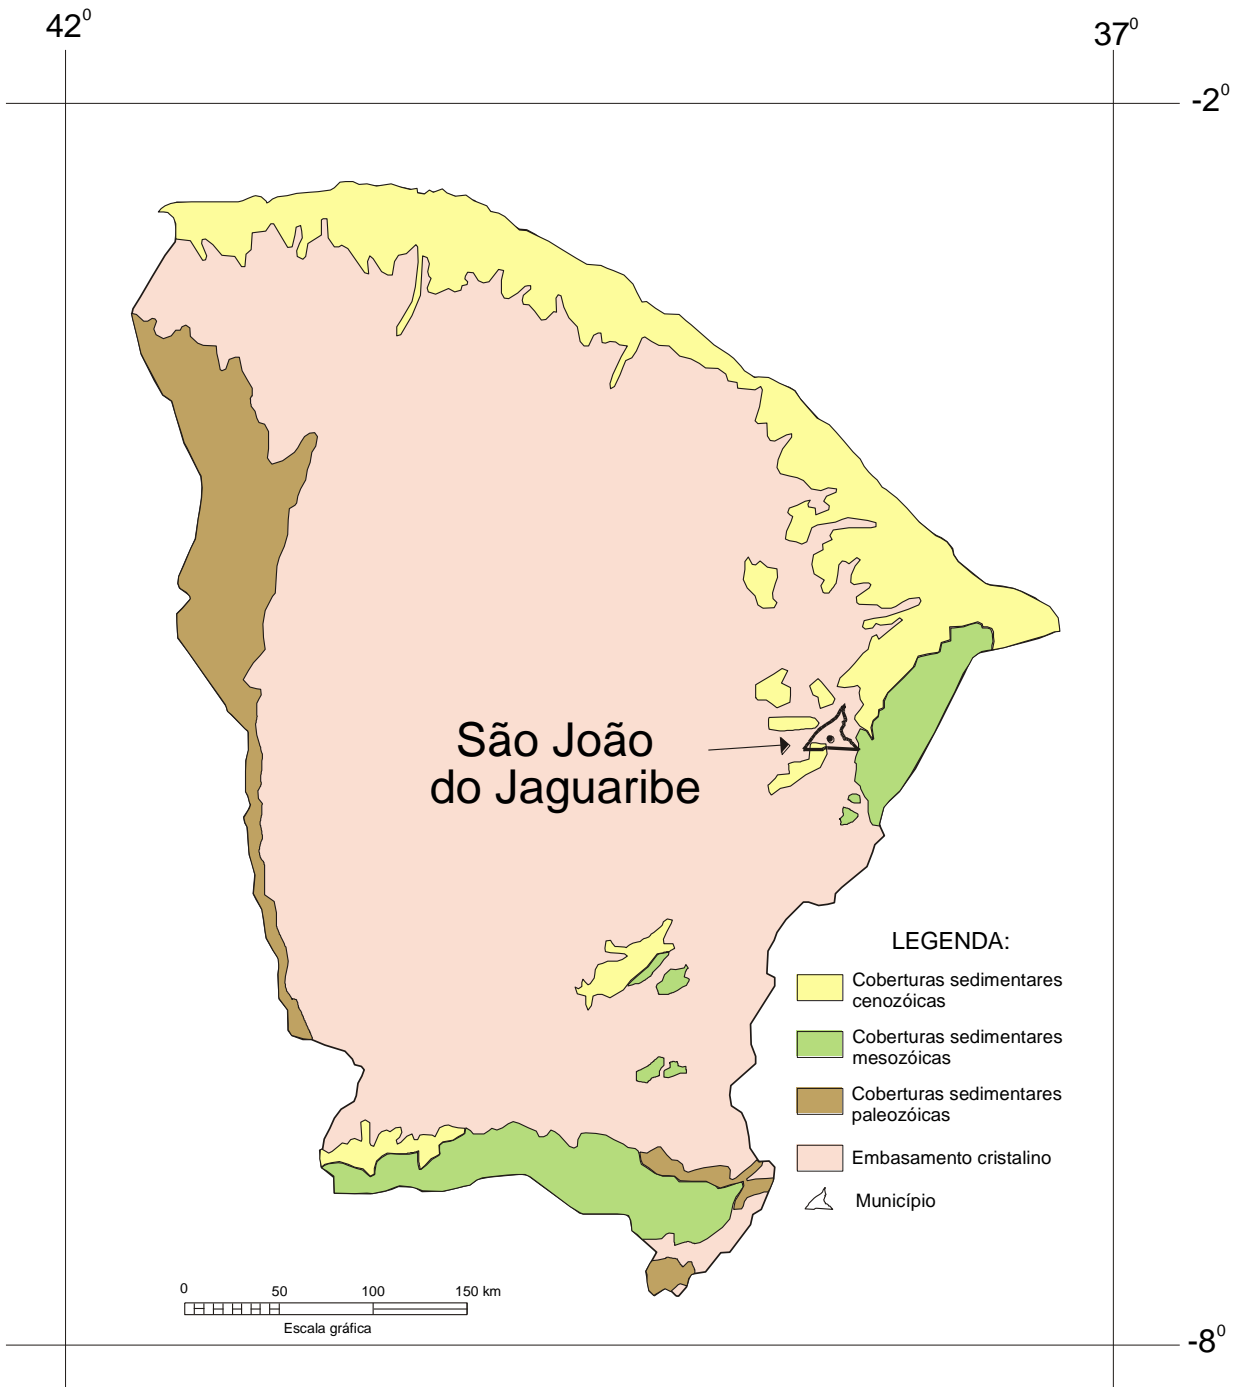 42⁰
37⁰
-2⁰
São João
do Jaguaribe
LEGENDA:
Coberturas sedimentares
cenozóicas
Coberturas sedimentares
mesozóicas
Coberturas sedimentares
paleozóicas
Embasamento cristalino
Município
0 50 100 150 km
Escala gráfica
-8⁰